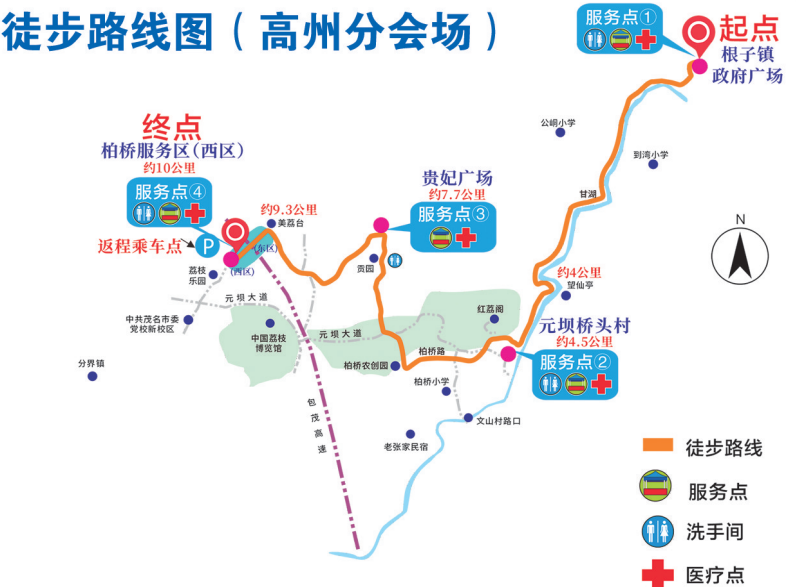 徒步路线图（高州分会场）
服务点①
起点
根子镇
政府广场
公峒小学
到湾小学
终点
柏桥服务区（西区）
约10公里
服务点④
贵妃广场
约7.7公里
服务点③
甘湖
约9.3公里
美荔台
返程乘车点
P
(东区)
(西区)
贡园
荔枝
乐园
N
约4公里
望仙亭
元坝大道
红荔阁
中共茂名市委
党校新校区
元坝大道
中国荔枝
博览馆
元坝桥头村
约4.5公里
服务点②
柏桥路
柏桥农创园
分界镇
柏桥小学
包茂高速
文山村路口
老张家民宿
徒步路线
服务点
洗手间
医疗点